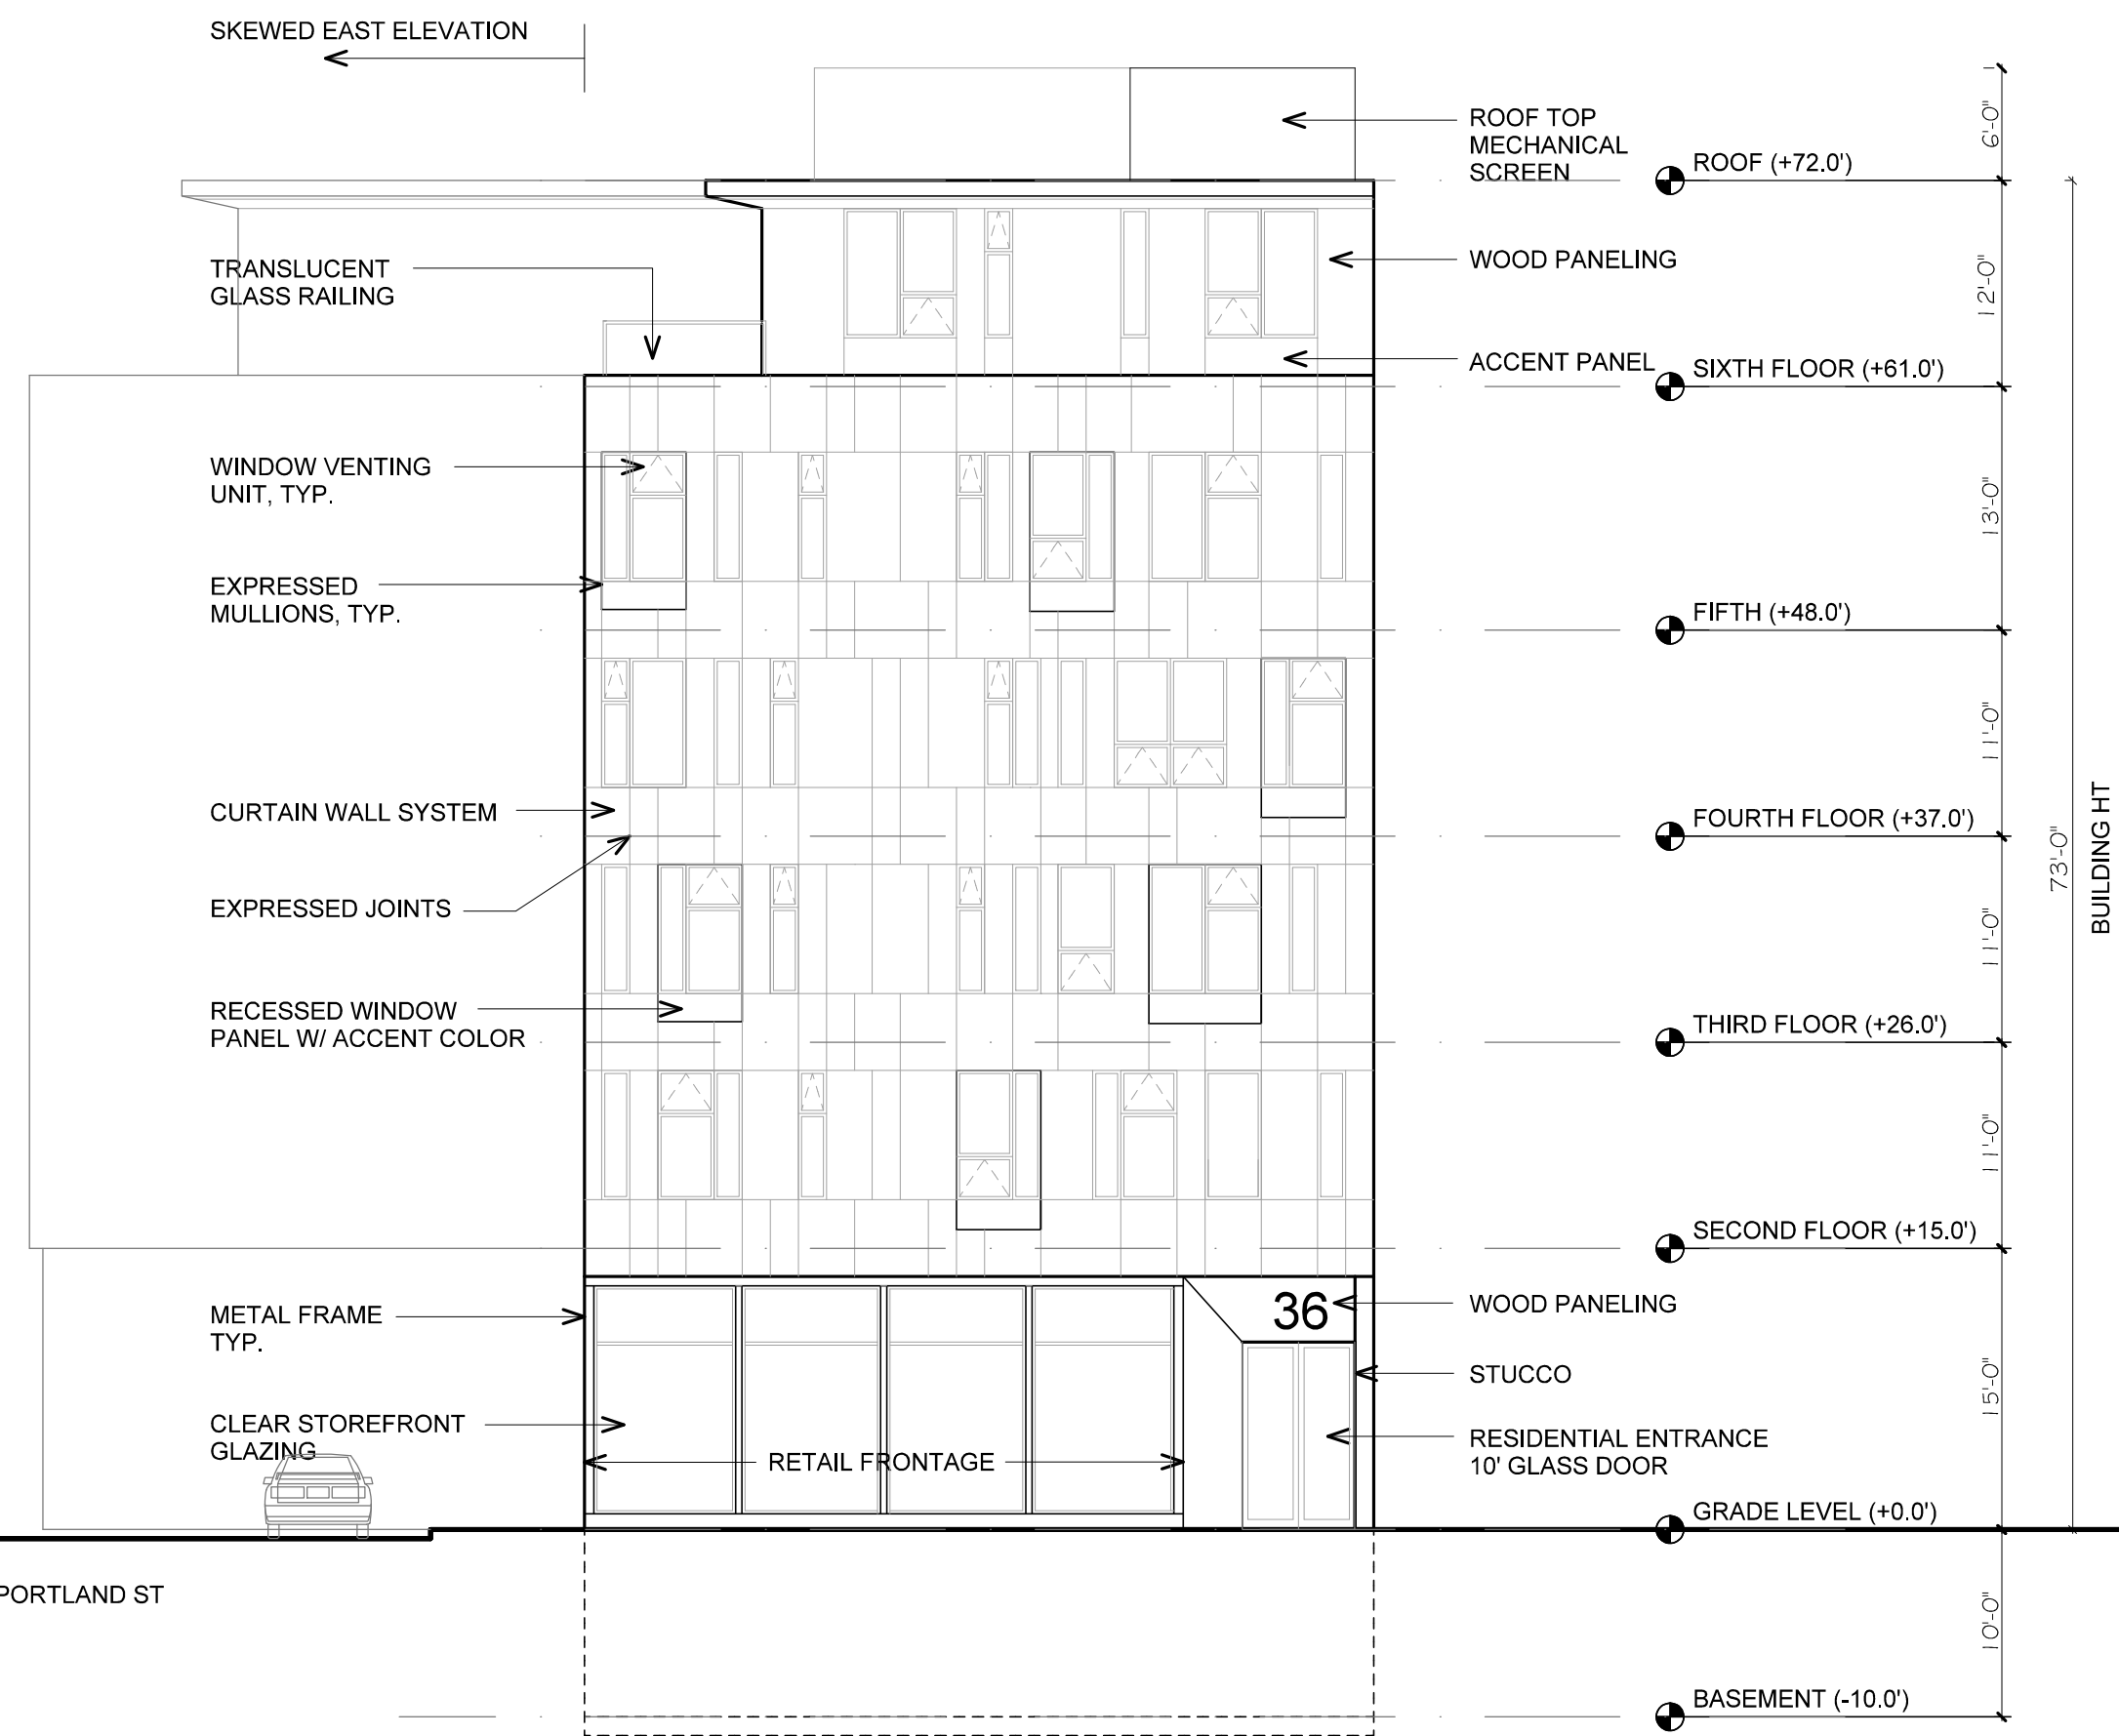 SKEWED EAST ELEVATION
TRANSLUCENT
GLASS RAILING
WINDOW VENTING
UNIT, TYP.
EXPRESSED
MULLIONS, TYP.
CURTAIN WALL SYSTEM
EXPRESSED JOINTS
RECESSED WINDOW
PANEL W/ ACCENT COLOR
METAL FRAME
TYP.
CLEAR STOREFRONT
GLAZING
PORTLAND ST
RETAIL FRONTAGE
36
ROOF TOP
MECHANICAL
SCREEN
WOOD PANELING
ACCENT PANEL
WOOD PANELING
STUCCO
RESIDENTIAL ENTRANCE
10' GLASS DOOR
ROOF (+72.0')
SIXTH FLOOR (+61.0')
FIFTH (+48.0')
FOURTH FLOOR (+37.0')
THIRD FLOOR (+26.0')
SECOND FLOOR (+15.0')
GRADE LEVEL (+0.0')
BASEMENT (-10.0')
6'-0"
12'-0"
13'-0"
11'-0"
11'-0"
11'-0"
15'-0"
10'-0"
73'-0"
BUILDING HT